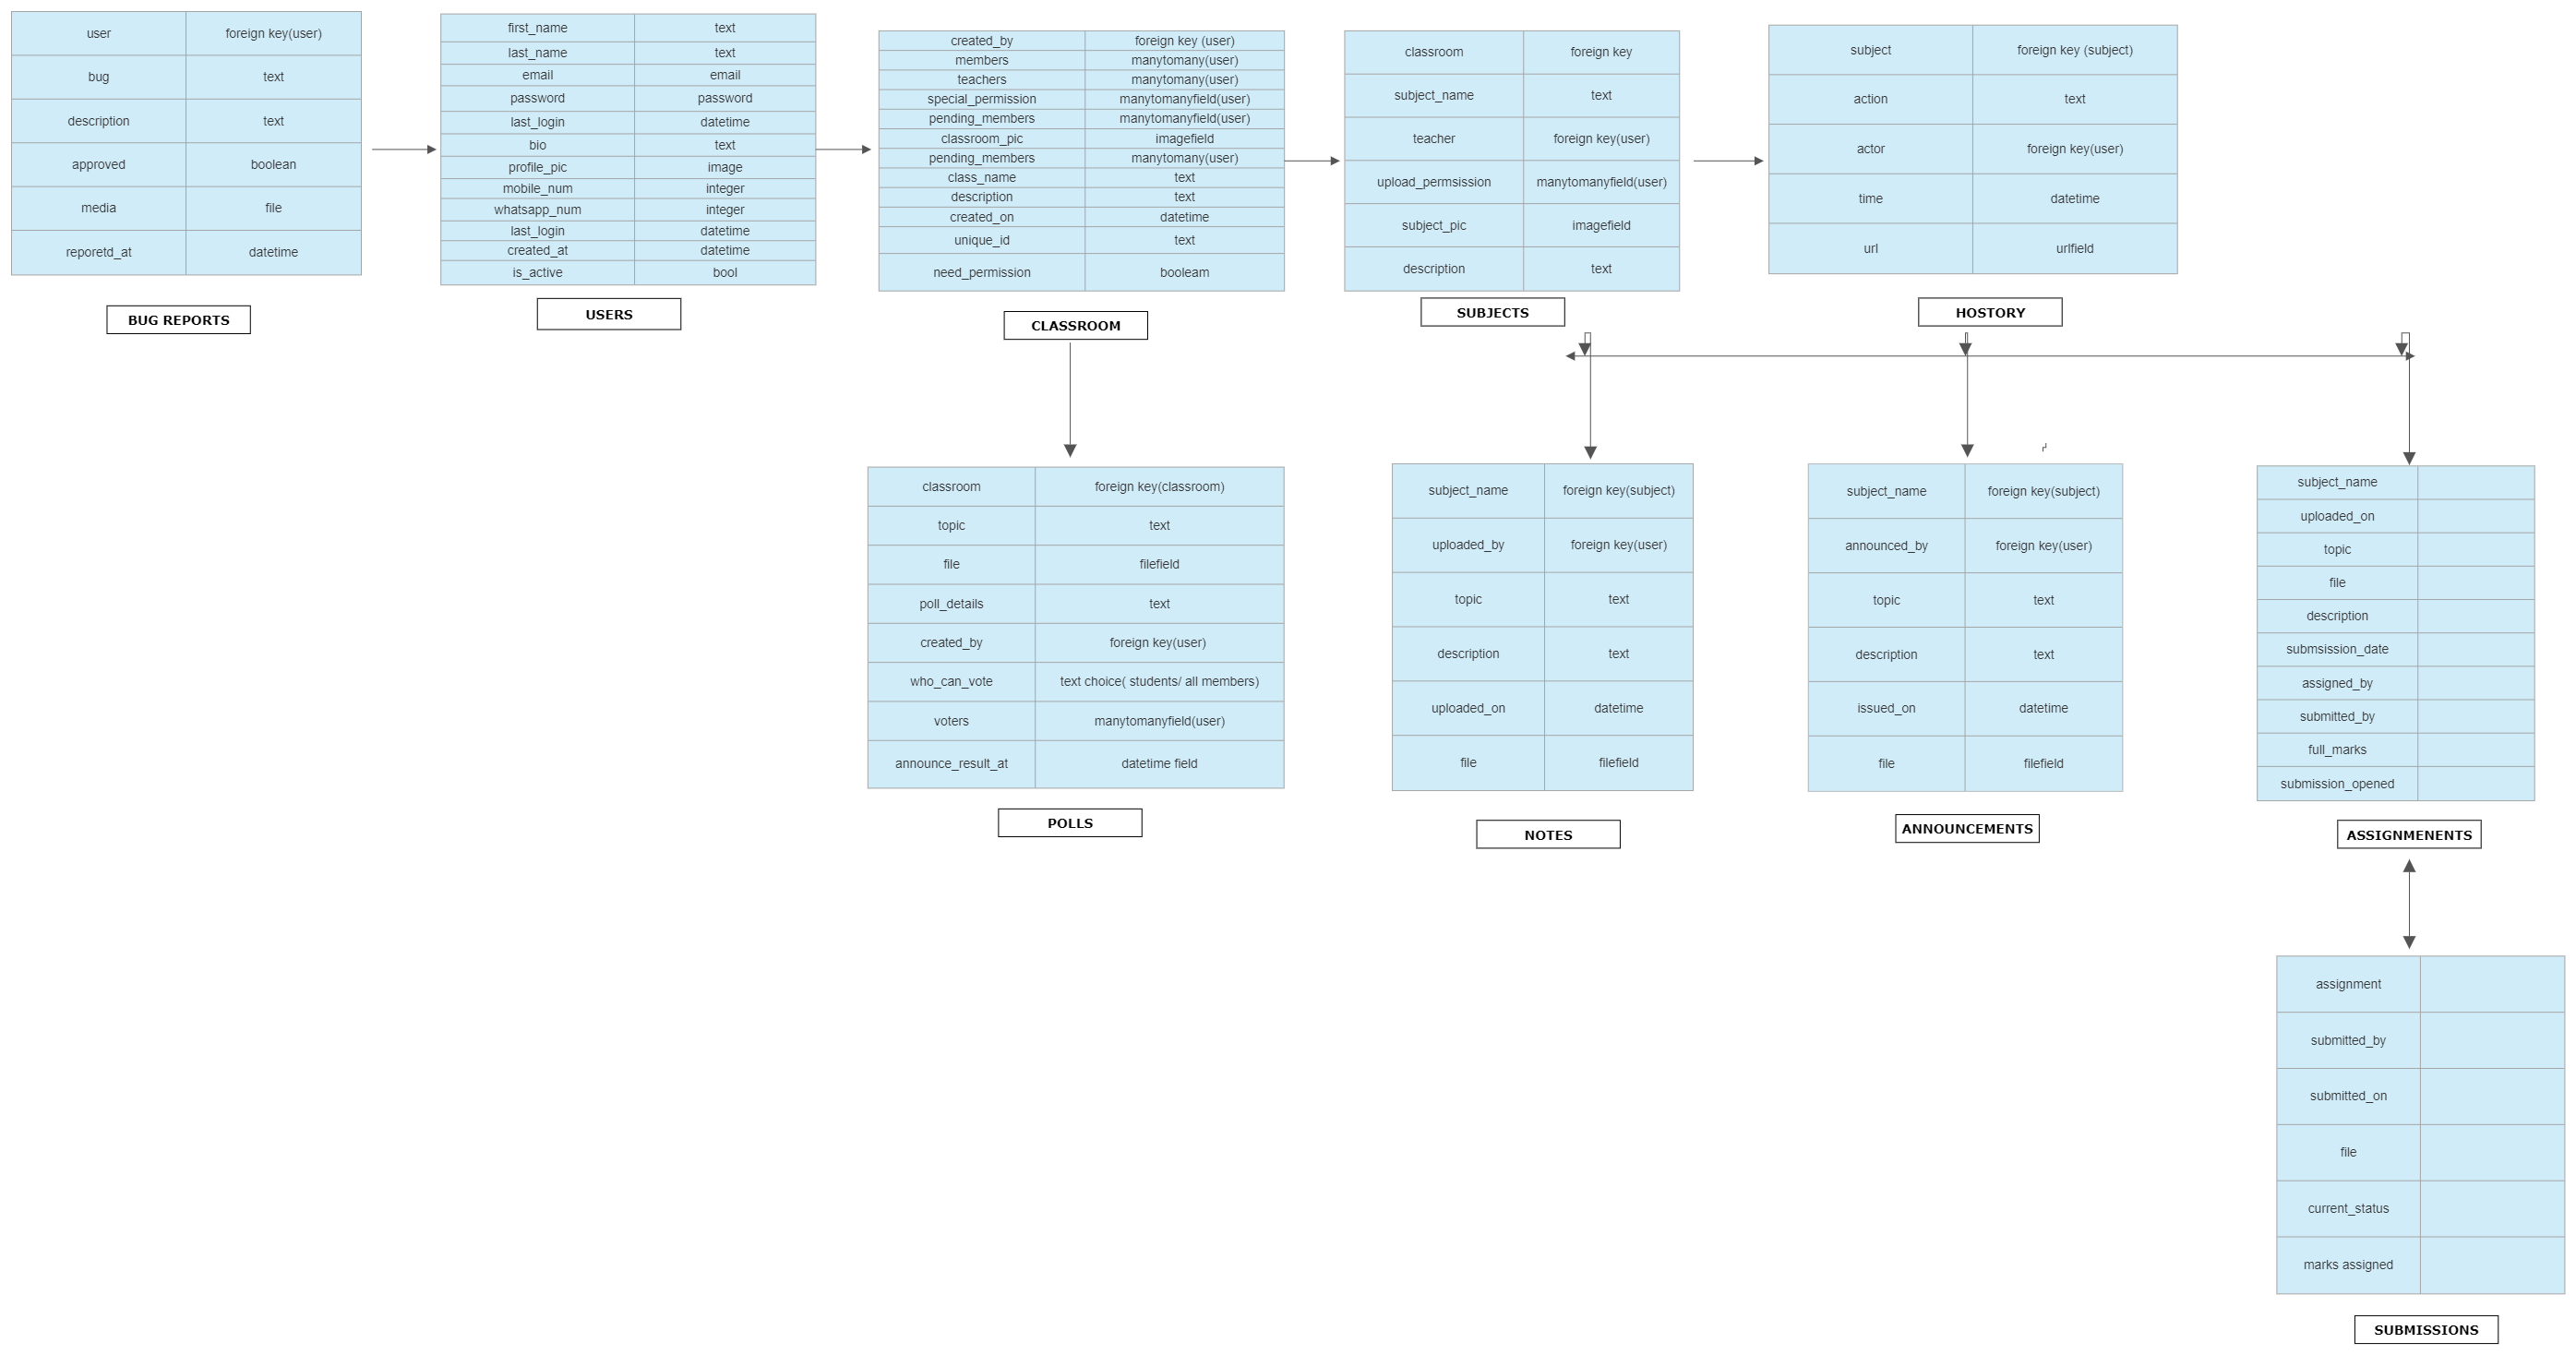 user foreign key(user)
bug text
description text
approved boolean
media file
reporetd_at datetime
BUG REPORTS
first_name text
last_name text
email email
password password
last_login datetime
bio text
profile_pic image
mobile_num integer
whatsapp_num integer
last_login datetime
created_at datetime
is_active bool
USERS
created_by foreign key (user)
members manytomany(user)
teachers manytomany(user)
special_permission manytomanyfield(user)
pending_members manytomanyfield(user)
classroom_pic imagefield
pending_members manytomany(user)
class_name text
description text
created_on datetime
unique_id text
need_permission booleam
CLASSROOM
classroom foreign key
subject_name text
teacher foreign key(user)
upload_permsission manytomanyfield(user)
subject_pic imagefield
description text
SUBJECTS
subject foreign key (subject)
action text
actor foreign key(user)
time datetime
url urlfield
HOSTORY
classroom foreign key(classroom)
topic text
file filefield
poll_details text
created_by foreign key(user)
who_can_vote text choice( students/ all members)
voters manytomanyfield(user)
announce_result_at datetime field
POLLS
subject_name foreign key(subject)
uploaded_by foreign key(user)
topic text
description text
uploaded_on datetime
file filefield
NOTES
subject_name foreign key(subject)
announced_by foreign key(user)
topic text
description text
issued_on datetime
file filefield
ANNOUNCEMENTS
subject_name
uploaded_on
topic
file
description
submsission_date
assigned_by
submitted_by
full_marks
submission_opened
ASSIGNMENENTS
assignment
submitted_by
submitted_on
file
current_status
marks assigned
SUBMISSIONS